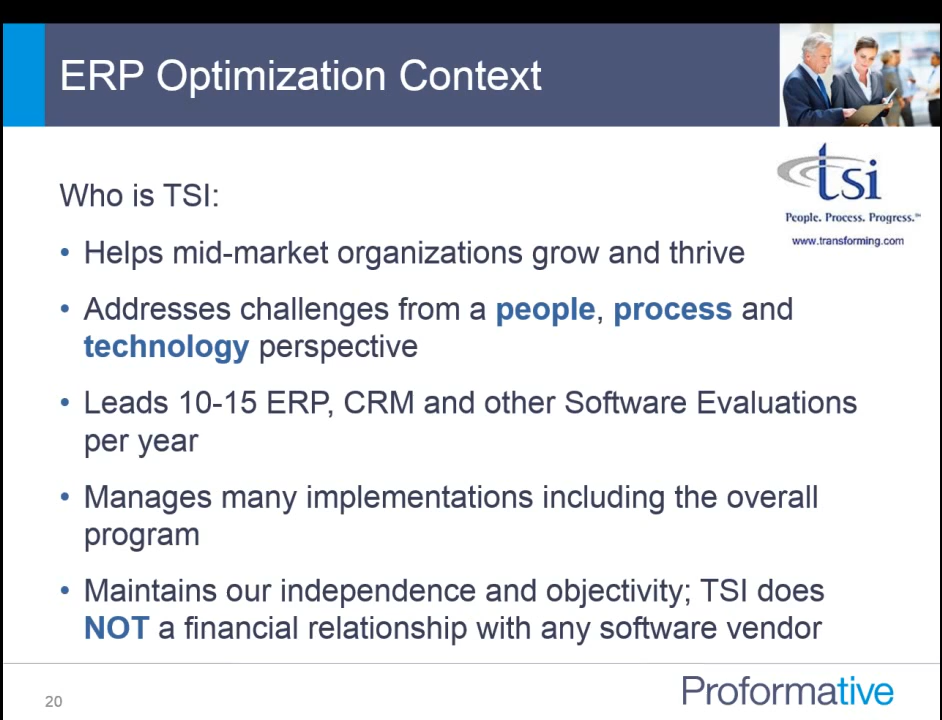 ERP Optimization Context
tsi
People. Process. Progress.℠
www.transforming.com
Who is TSI:
• Helps mid-market organizations grow and thrive
• Addresses challenges from a people, process and
technology perspective
• Leads 10-15 ERP, CRM and other Software Evaluations
per year
• Manages many implementations including the overall
program
• Maintains our independence and objectivity; TSI does
NOT a financial relationship with any software vendor
20
Proformative